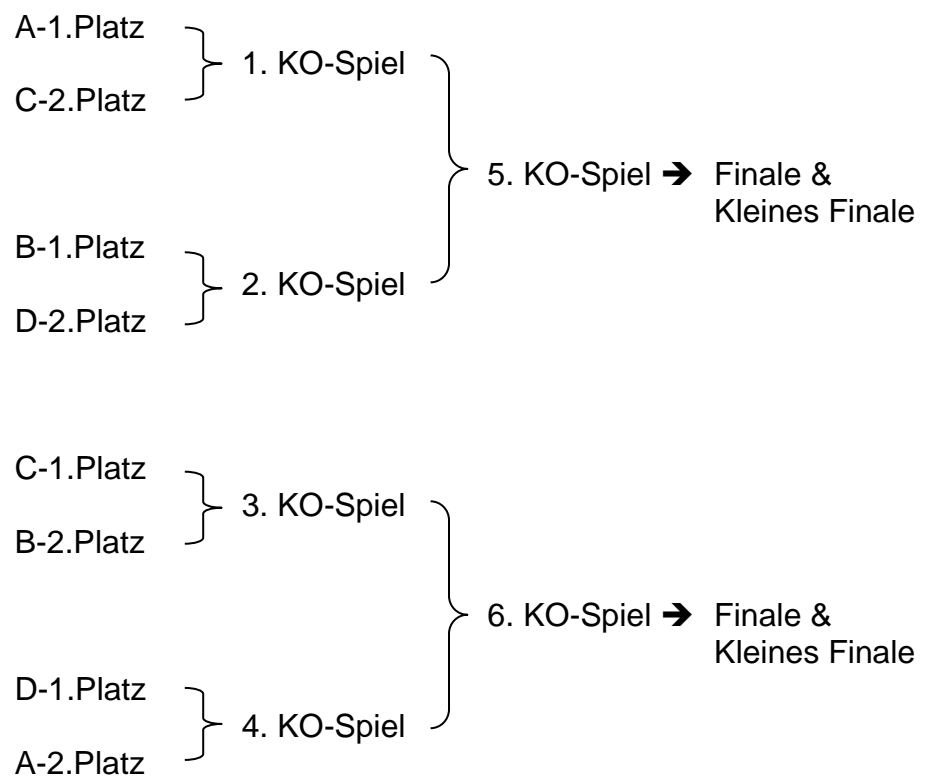 A-1.Platz
1. KO-Spiel
C-2.Platz
5. KO-Spiel ➔ Finale &
Kleines Finale
B-1.Platz
2. KO-Spiel
D-2.Platz
C-1.Platz
3. KO-Spiel
B-2.Platz
6. KO-Spiel ➔ Finale &
Kleines Finale
D-1.Platz
4. KO-Spiel
A-2.Platz